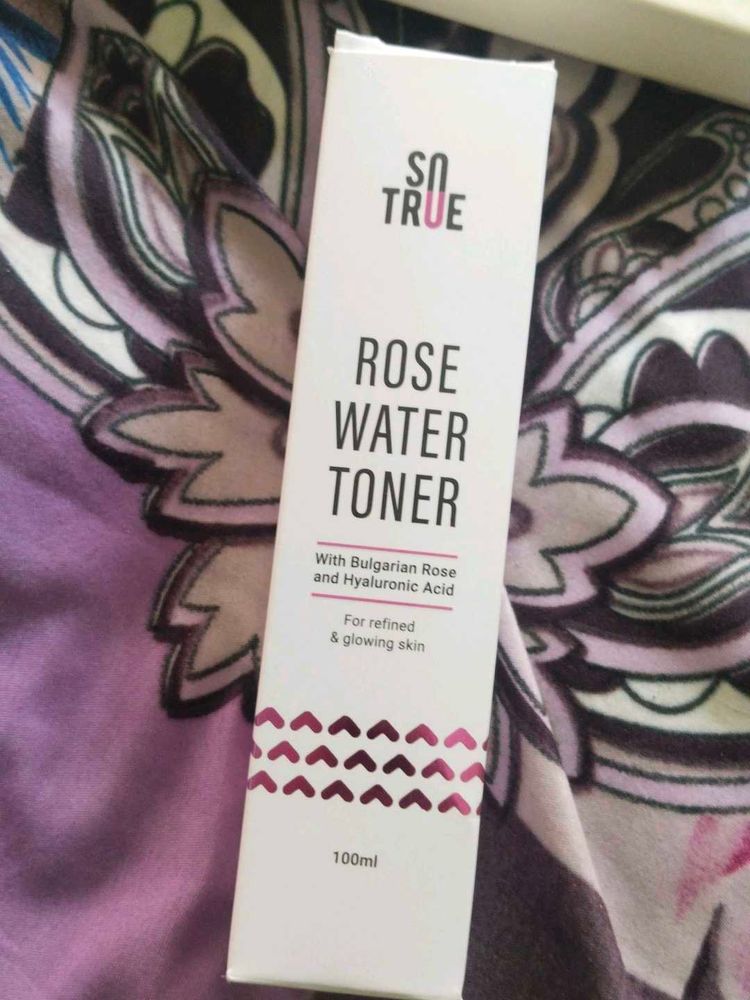 SO
TRUE
ROSE
WATER
TONER
With Bulgarian Rose
and Hyaluronic Acid
For refined
& glowing skin
100ml